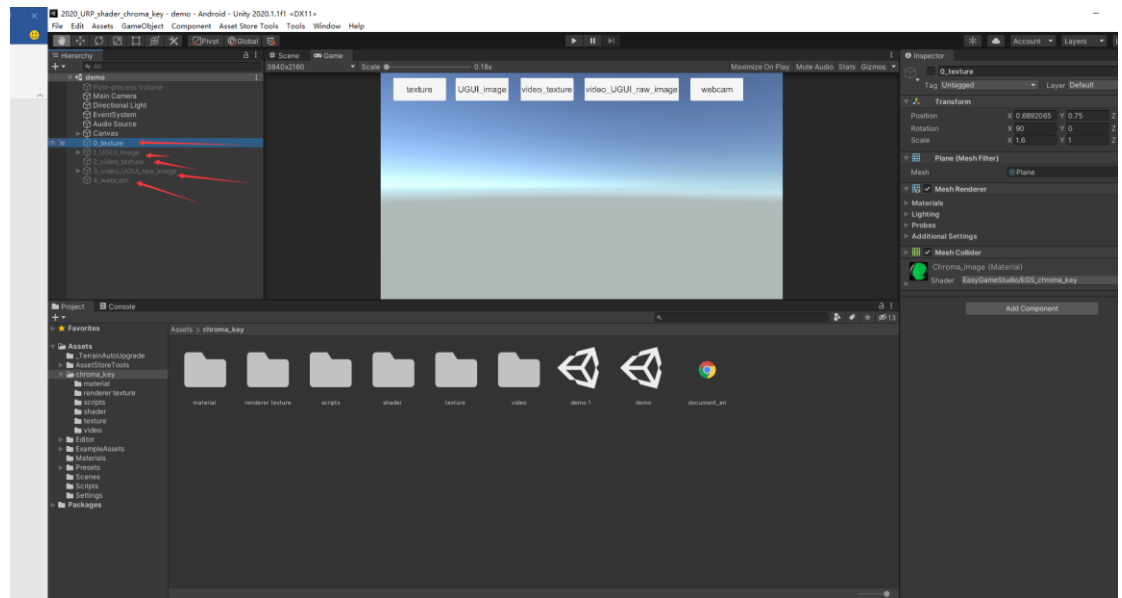 2020_URP_shader_chroma_key - demo - Android - Unity 2020.1.1f1 <DX11>
File Edit Assets GameObject Component Asset Store Tools Tools Window Help
Pivot Global Account Layers
Hierarchy Scene Game Inspector
All 3840x2160 Scale 0.18x Maximize On Play Mute Audio Stats Gizmos 0_texture
demo Tag Untagged Layer Default
Post-process Volume
Main Camera
Directional Light
EventSystem
Audio Source
Canvas
0_texture
1_UGUI_image
2_video_texture
3_video_UGUI_raw_image
4_webcam
texture UGUI_image video_texture video_UGUI_raw_image webcam
Transform
Position X 0.6892065 Y 0.75 Z
Rotation X 90 Y 0 Z
Scale X 1.6 Y 1 Z
Plane (Mesh Filter)
Mesh Plane
Mesh Renderer
Materials
Lighting
Probes
Additional Settings
Mesh Collider
Chroma_image (Material)
Shader EasyGameStudio/EGS_chroma_key
Add Component
Project Console
13
Favorites
Assets > chroma_key
Assets
_TerrainAutoUpgrade
AssetStoreTools
chroma_key
material
renderer texture
scripts
shader
texture
video
Editor
ExampleAssets
Materials
Presets
Scenes
Scripts
Settings
Packages
material renderer texture scripts shader texture video demo 1 demo document_en